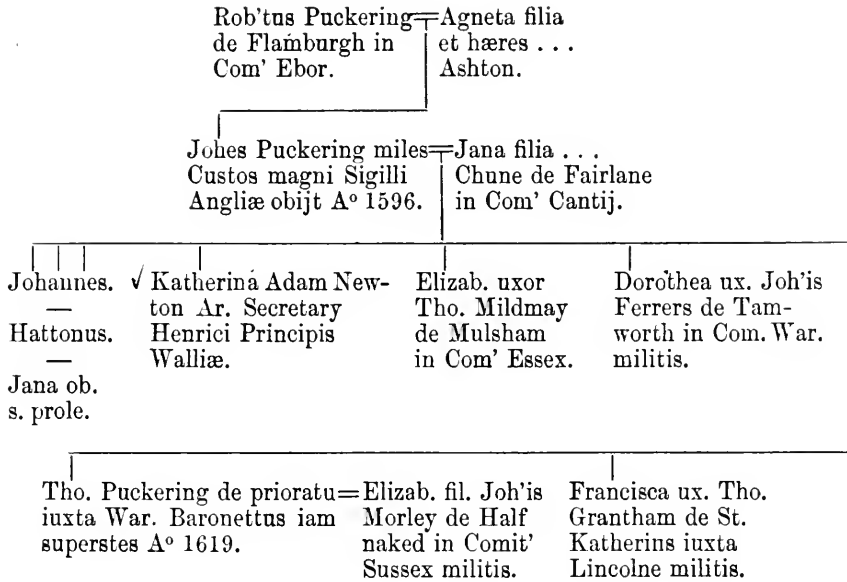 Rob'tus Puckering
de Flamburgh in
Com' Ebor.
Agneta filia
et hæres . . .
Ashton.
Johes Puckering miles
Custos magni Sigilli
Angliæ obijt Aº 1596.
Jana filia . . .
Chune de Fairlane
in Com' Cantij.
Johannes.
—
Hattonus.
—
Jana ob.
s. prole.
√ Katherina Adam New-
ton Ar. Secretary
Henrici Principis
Walliæ.
Elizab. uxor
Tho. Mildmay
de Mulsham
in Com' Essex.
Dorothea ux. Joh'is
Ferrers de Tam-
worth in Com. War.
militis.
Tho. Puckering de prioratu
iuxta War. Baronettus iam
superstes Aº 1619.
Elizab. fil. Joh'is
Morley de Half
naked in Comit'
Sussex militis.
Francisca ux. Tho.
Grantham de St.
Katherins iuxta
Lincolne militis.